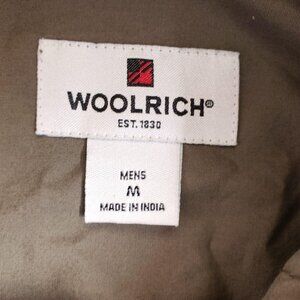 WOOLRICH®
EST. 1830
MENS
M
MADE IN INDIA